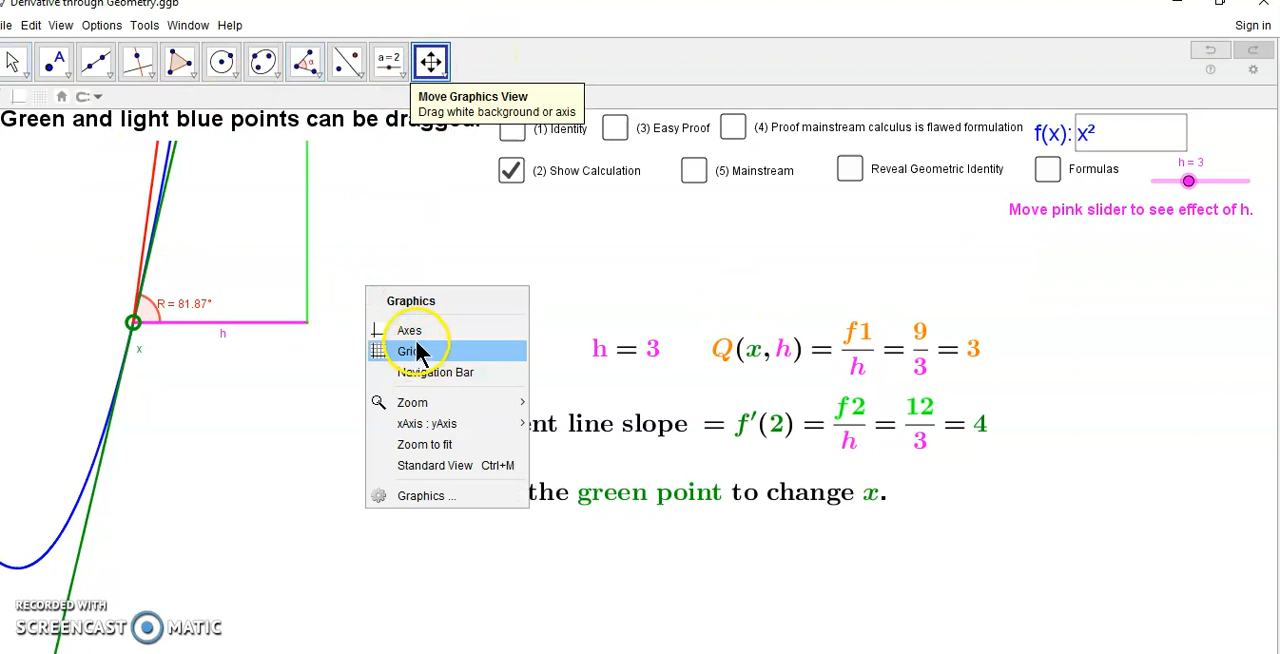 Derivative through Geometry.ggb
ile Edit View Options Tools Window Help
Sign in
A
a=2
Move Graphics View
Drag white background or axis
Green and light blue points can be dragged.
(1) Identity
(3) Easy Proof
(4) Proof mainstream calculus is flawed formulation
f(x): x²
(2) Show Calculation
(5) Mainstream
Reveal Geometric Identity
Formulas
h = 3
Move pink slider to see effect of h.
R = 81.87°
h
x
Graphics
Axes
Grid
Navigation Bar
Zoom
xAxis : yAxis
Zoom to fit
Standard View Ctrl+M
Graphics ...
h = 3 Q(x, h) = f1/h = 9/3 = 3
ent line slope = f′(2) = f2/h = 12/3 = 4
the green point to change x.
RECORDED WITH
SCREENCAST MATIC